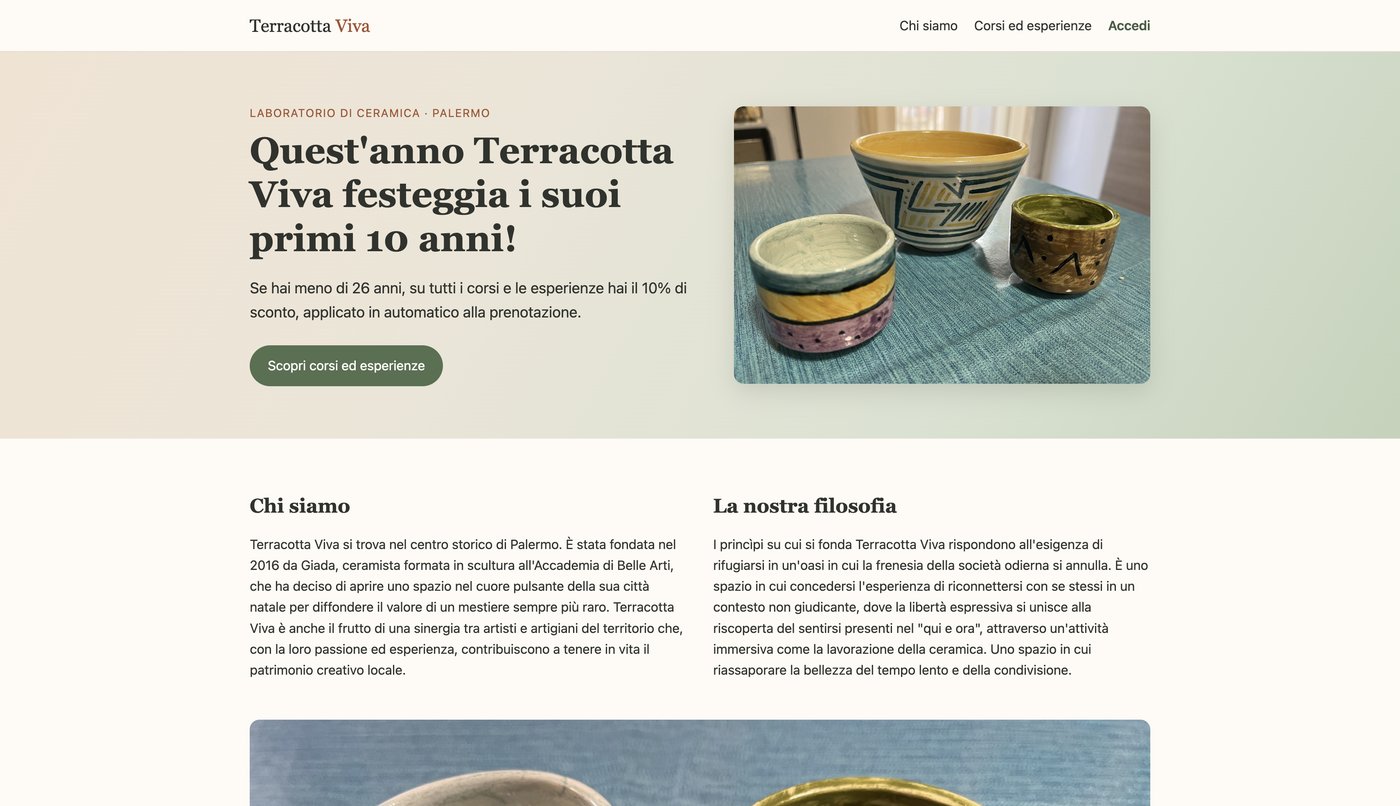 Terracotta Viva
Chi siamo
Corsi ed esperienze
Accedi
LABORATORIO DI CERAMICA · PALERMO
Quest'anno Terracotta
Viva festeggia i suoi
primi 10 anni!
Se hai meno di 26 anni, su tutti i corsi e le esperienze hai il 10% di
sconto, applicato in automatico alla prenotazione.
Scopri corsi ed esperienze
Chi siamo
Terracotta Viva si trova nel centro storico di Palermo. È stata fondata nel
2016 da Giada, ceramista formata in scultura all'Accademia di Belle Arti,
che ha deciso di aprire uno spazio nel cuore pulsante della sua città
natale per diffondere il valore di un mestiere sempre più raro. Terracotta
Viva è anche il frutto di una sinergia tra artisti e artigiani del territorio che,
con la loro passione ed esperienza, contribuiscono a tenere in vita il
patrimonio creativo locale.
La nostra filosofia
I princìpi su cui si fonda Terracotta Viva rispondono all'esigenza di
rifugiarsi in un'oasi in cui la frenesia della società odierna si annulla. È uno
spazio in cui concedersi l'esperienza di riconnettersi con se stessi in un
contesto non giudicante, dove la libertà espressiva si unisce alla
riscoperta del sentirsi presenti nel "qui e ora", attraverso un'attività
immersiva come la lavorazione della ceramica. Uno spazio in cui
riassaporare la bellezza del tempo lento e della condivisione.